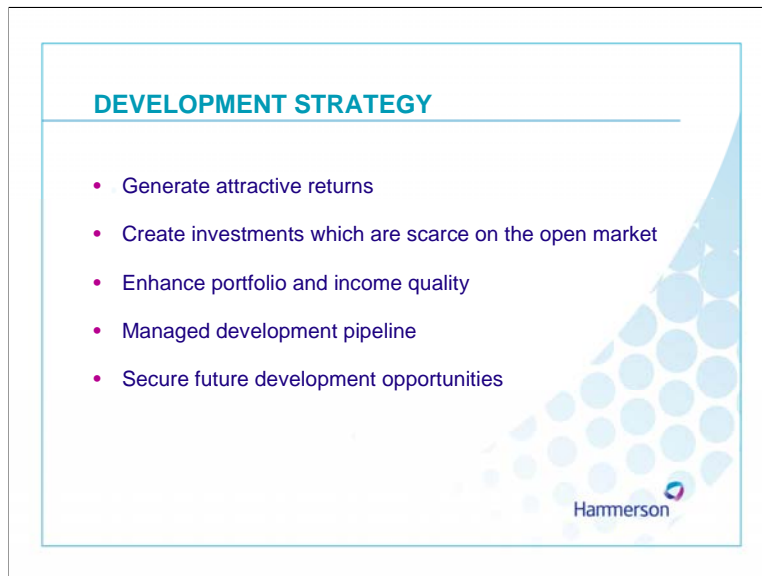 DEVELOPMENT STRATEGY
• Generate attractive returns
• Create investments which are scarce on the open market
• Enhance portfolio and income quality
• Managed development pipeline
• Secure future development opportunities
Hammerson